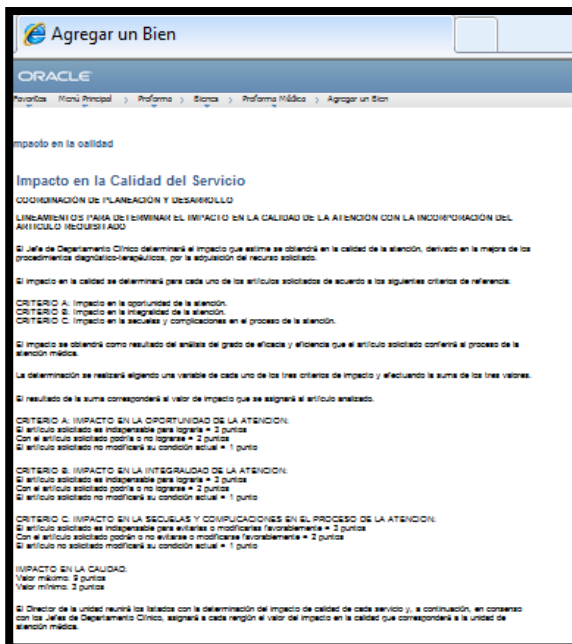 Agregar un Bien
ORACLE
Favoritos Menú Principal > Proforma > Bienes > Proforma Médica > Agregar un Bien
mpacto en la calidad
Impacto en la Calidad del Servicio
COORDINACIÓN DE PLANEACIÓN Y DESARROLLO
LINEAMIENTOS PARA DETERMINAR EL IMPACTO EN LA CALIDAD DE LA ATENCIÓN CON LA INCORPORACIÓN DEL
ARTÍCULO REQUISITADO
El Jefe de Departamento Clínico determinará el impacto que estime se obtendrá en la calidad de la atención, derivado en la mejora de los
procedimientos diagnóstico-terapéuticos, por la adquisición del recurso solicitado.
El impacto en la calidad se determinará para cada uno de los artículos solicitados de acuerdo a los siguientes criterios de referencia:
CRITERIO A: Impacto en la oportunidad de la atención.
CRITERIO B: Impacto en la integralidad de la atención.
CRITERIO C. Impacto en la secuelas y complicaciones en el proceso de la atención.
El impacto se obtendrá como resultado del análisis del grado de eficacia y eficiencia que el artículo solicitado conferirá al proceso de la
atención médica.
La determinación se realizará eligiendo una variable de cada uno de los tres criterios de impacto y efectuando la suma de los tres valores.
El resultado de la suma corresponderá al valor de impacto que se asignará al artículo analizado.
CRITERIO A: IMPACTO EN LA OPORTUNIDAD DE LA ATENCION:
El artículo solicitado es indispensable para lograrla = 3 puntos
Con el artículo solicitado podría o no lograrse = 2 puntos
El artículo solicitado no modificará su condición actual = 1 punto
CRITERIO B: IMPACTO EN LA INTEGRALIDAD DE LA ATENCION:
El artículo solicitado es indispensable para lograrla = 3 puntos
Con el artículo solicitado podría o no lograrse = 2 puntos
El artículo solicitado no modificará su condición actual = 1 punto
CRITERIO C: IMPACTO EN LA SECUELAS Y COMPLICACIONES EN EL PROCESO DE LA ATENCION:
El artículo solicitado es indispensable para evitarlas o modificarlas favorablemente = 3 puntos
Con el artículo solicitado podrán o no evitarse o modificarse favorablemente = 2 puntos
El artículo no solicitado modificará su condición actual = 1 punto
IMPACTO EN LA CALIDAD:
Valor máximo: 9 puntos
Valor mínimo: 3 puntos
El Director de la unidad reunirá los listados con la determinación del impacto de calidad de cada servicio y, a continuación, en consenso
con los Jefes de Departamento Clínico, asignará a cada renglón el valor del impacto en la calidad que corresponderá a la unidad de
atención médica.